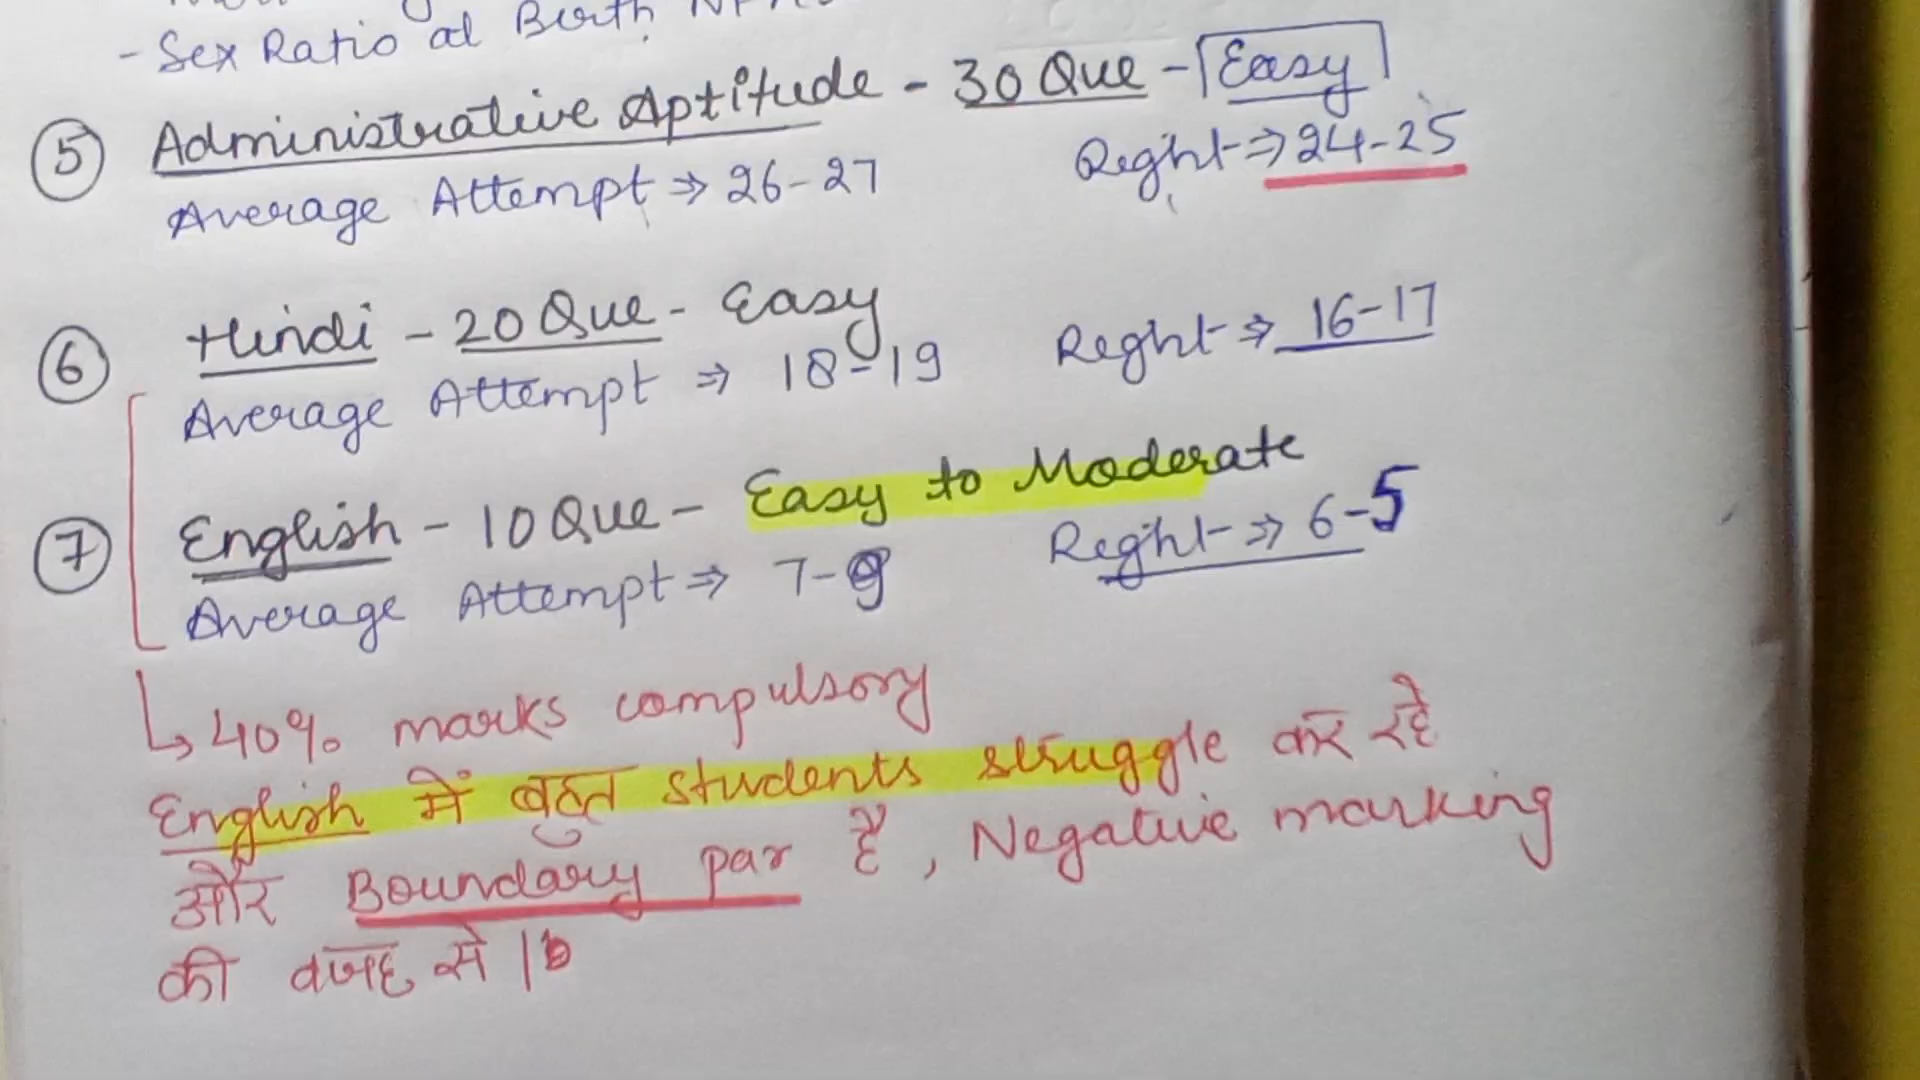 - Sex Ratio at Birth
⑤ Administrative Aptitude - 30 Que - Easy
Average Attempt ⇒ 26-27 Right ⇒ 24-25
⑥ Hindi - 20 Que - Easy
Average Attempt ⇒ 18-19 Right ⇒ 16-17
⑦ English - 10 Que - Easy to Moderate
Average Attempt ⇒ 7-9 Right ⇒ 6-5
↳ 40% marks compulsory
English में बहुत students struggle कर रहे
और Boundary par हैं, Negative marking
की वजह से |